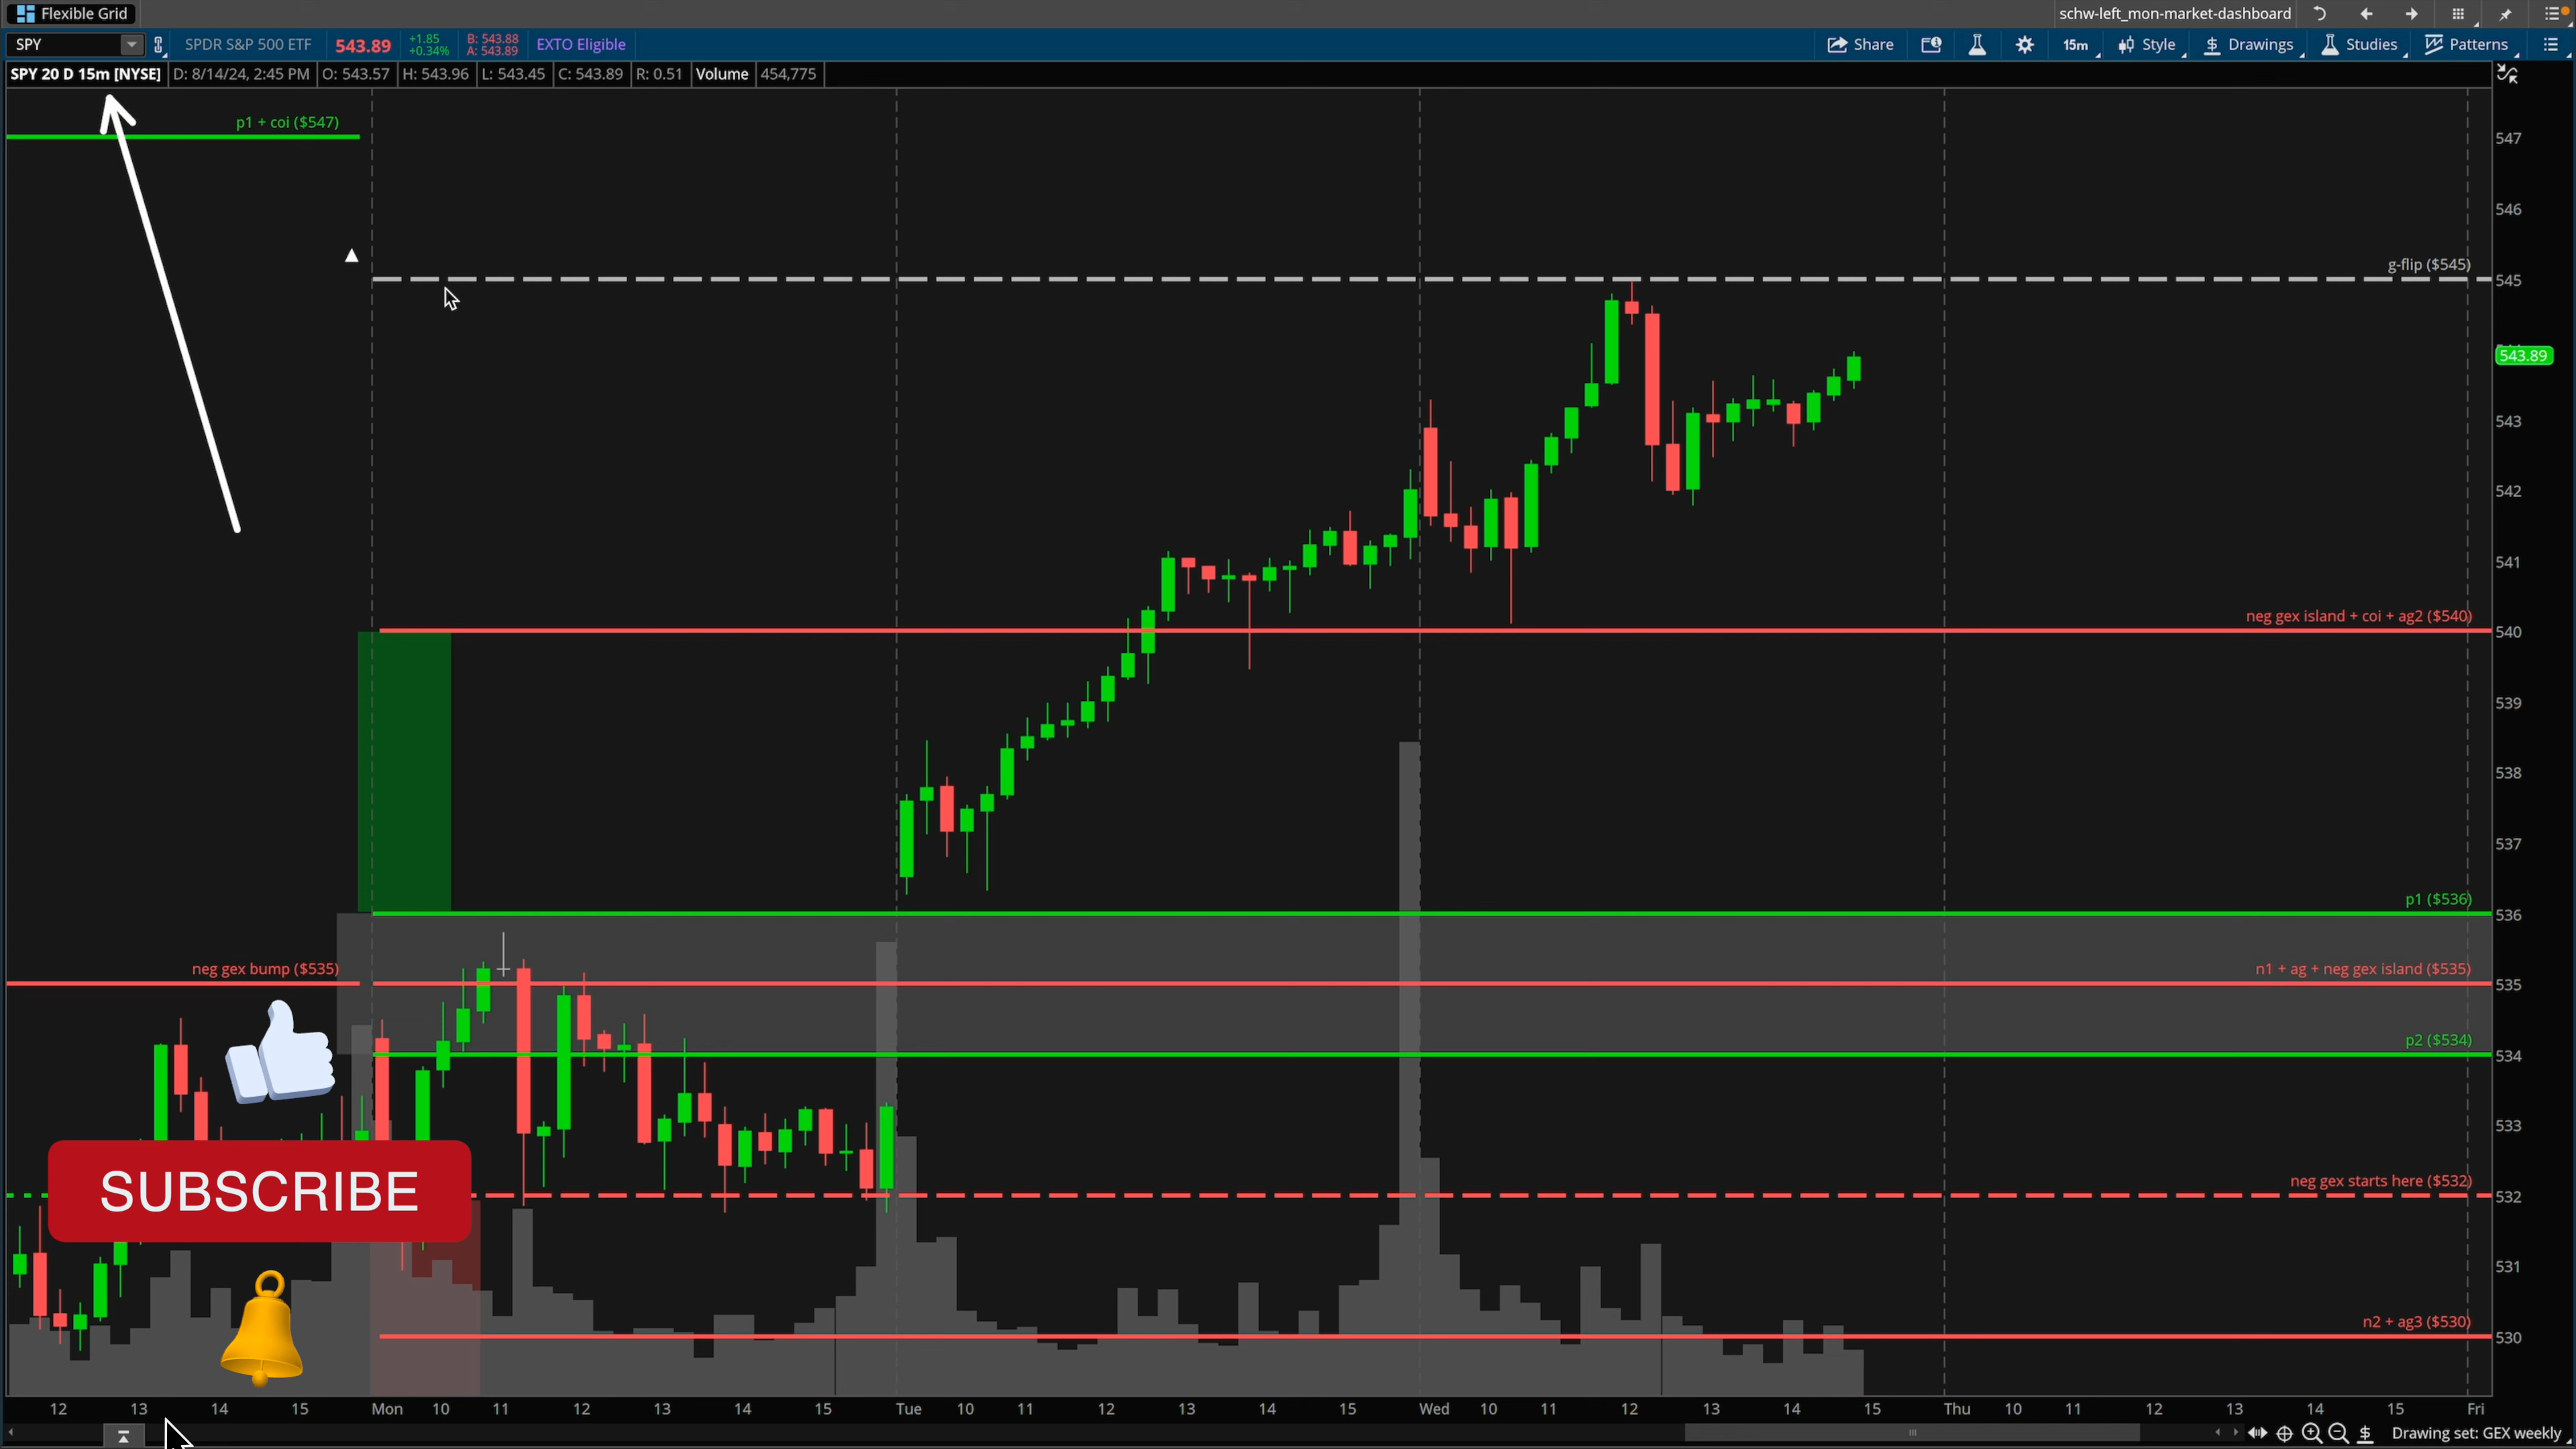 Flexible Grid
schw-left_mon-market-dashboard
SPY
SPDR S&P 500 ETF
543.89
+1.85
+0.34%
B: 543.88
A: 543.89
EXTO Eligible
Share
15m
Style
$ Drawings
Studies
Patterns
SPY 20 D 15m [NYSE]
D: 8/14/24, 2:45 PM
O: 543.57
H: 543.96
L: 543.45
C: 543.89
R: 0.51
Volume
454,775
p1 + coi ($547)
547
546
g-flip ($545)
545
543.89
543
542
541
neg gex island + coi + ag2 ($540)
540
539
538
537
p1 ($536)
536
neg gex bump ($535)
n1 + ag + neg gex island ($535)
535
p2 ($534)
534
533
SUBSCRIBE
neg gex starts here ($532)
532
531
n2 + ag3 ($530)
530
12 13 14 15 Mon 10 11 12 13 14 15 Tue 10 11 12 13 14 15 Wed 10 11 12 13 14 15 Thu 10 11 12 13 14 15 Fri
$ Drawing set: GEX weekly